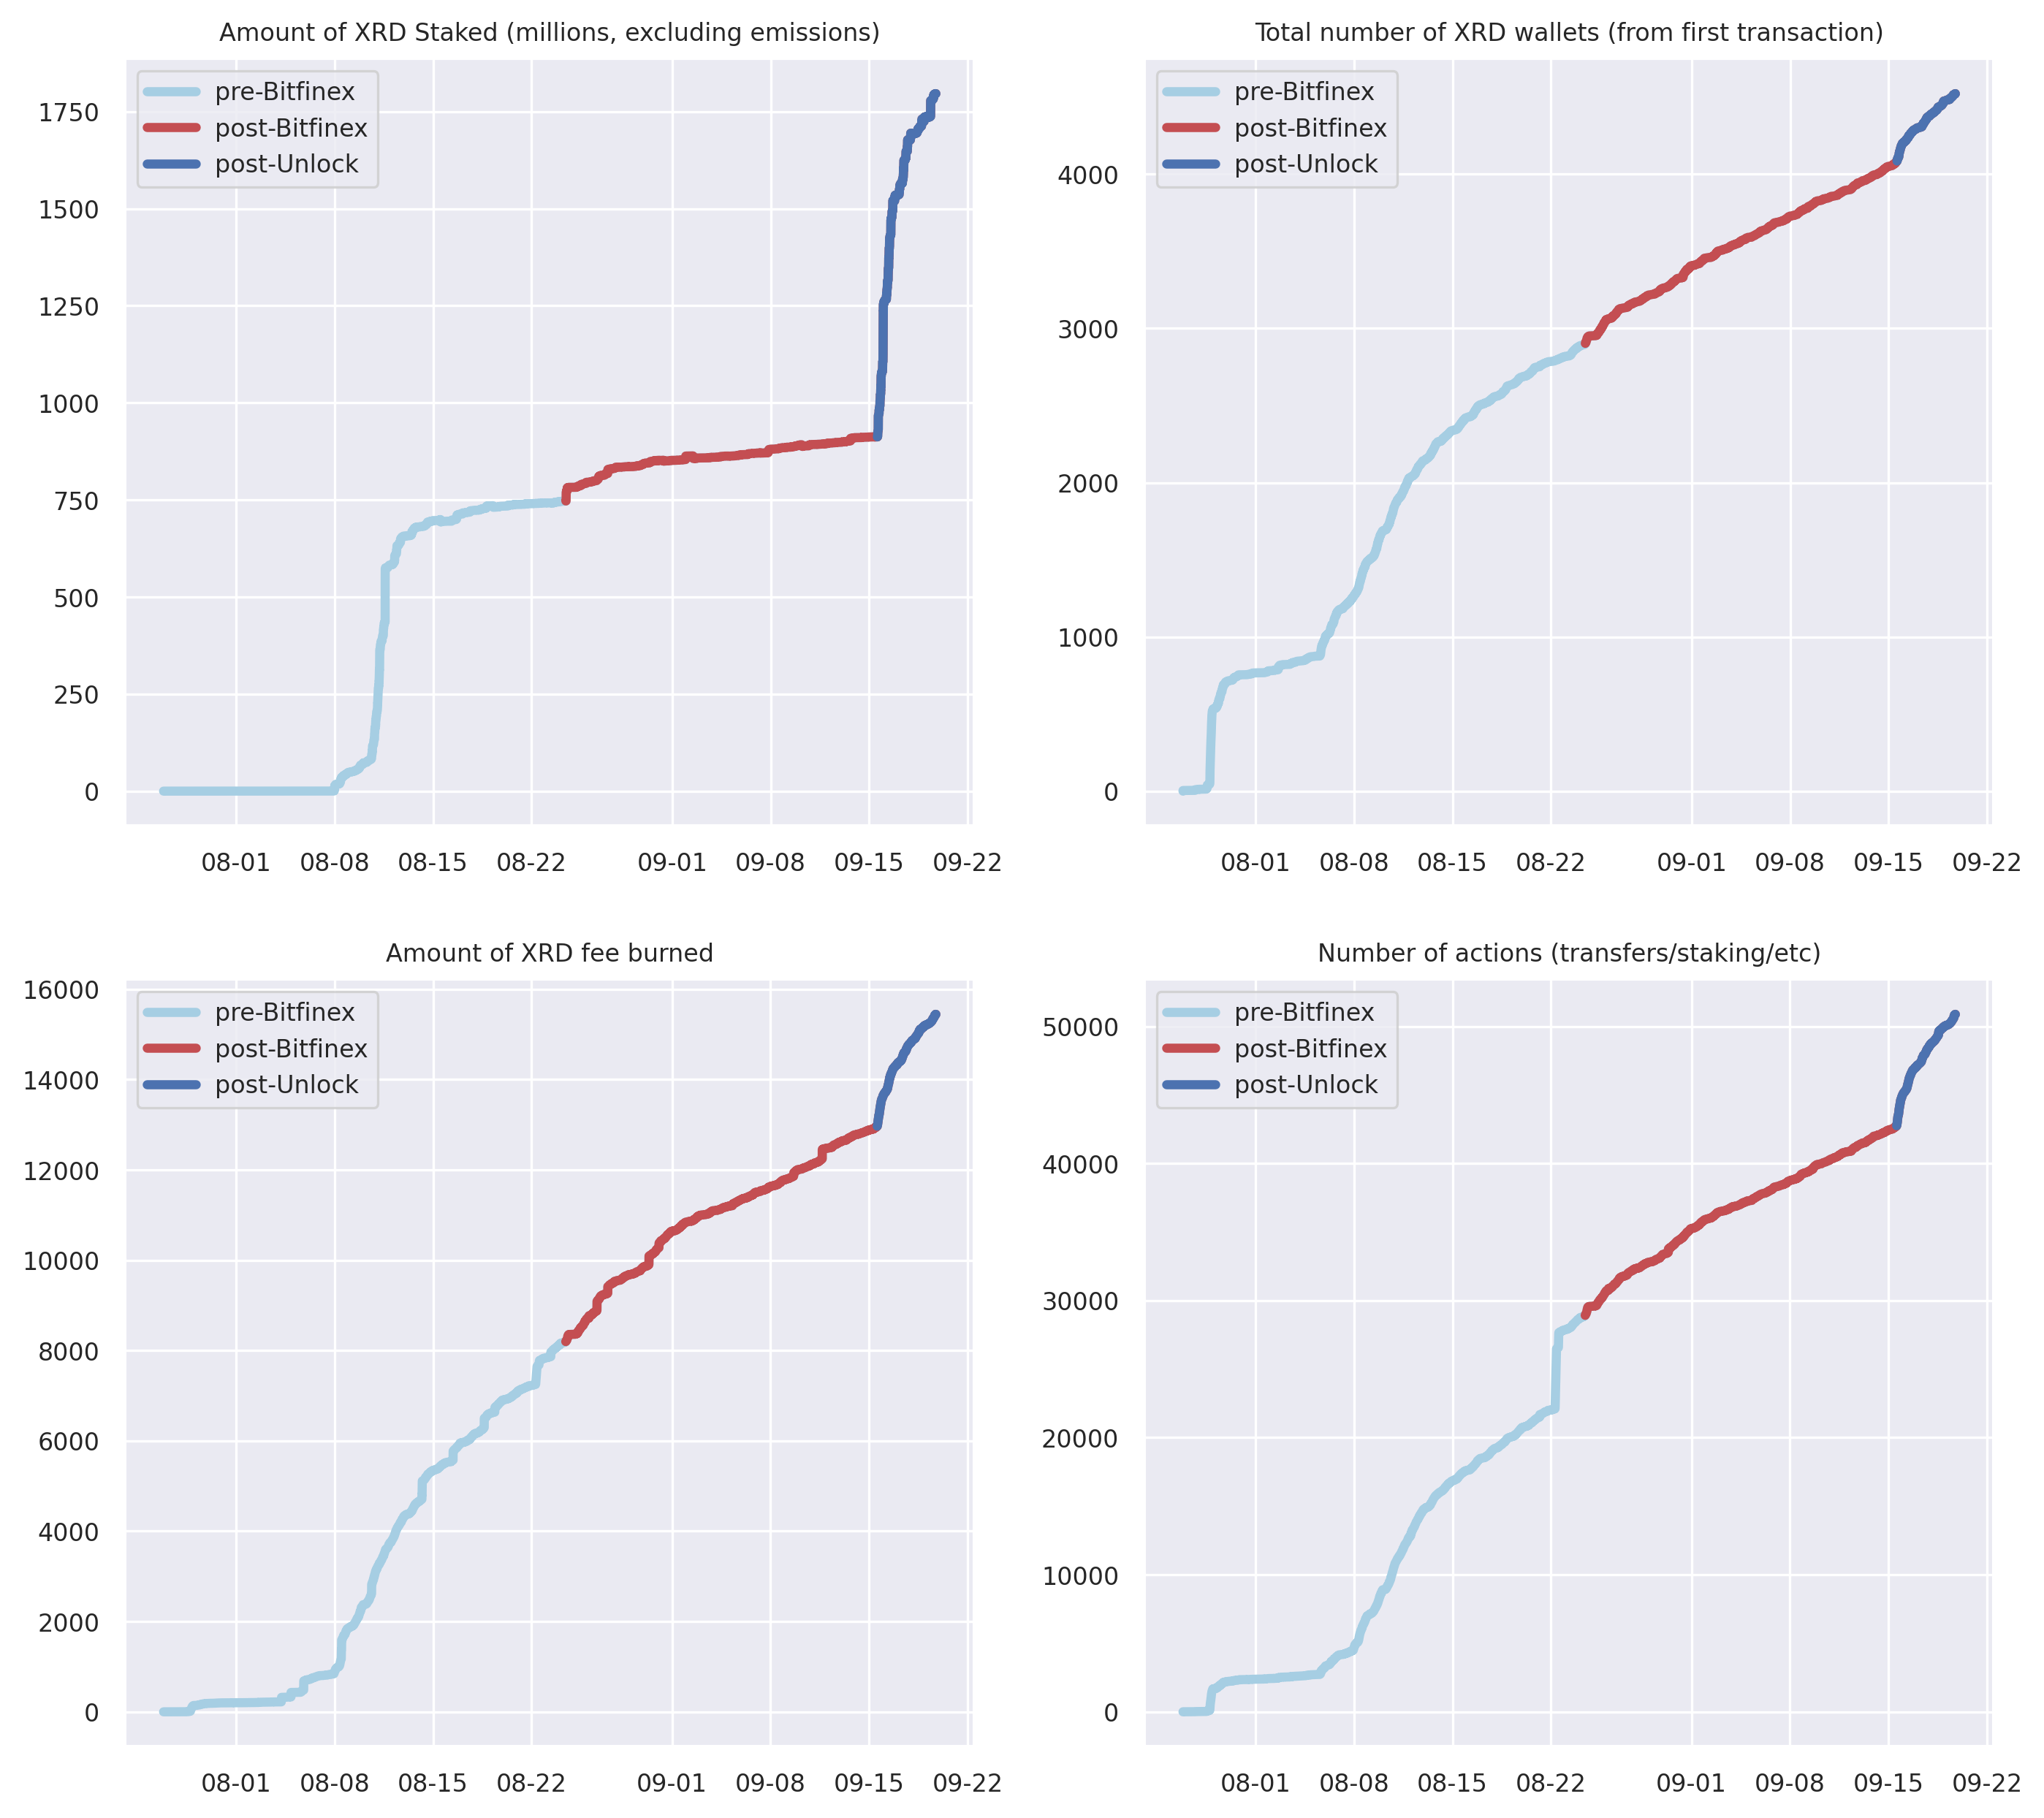 Amount of XRD Staked (millions, excluding emissions)
pre-Bitfinex
post-Bitfinex
post-Unlock
1750
1500
1250
1000
750
500
250
0
08-01 08-08 08-15 08-22 09-01 09-08 09-15 09-22
Total number of XRD wallets (from first transaction)
pre-Bitfinex
post-Bitfinex
post-Unlock
4000
3000
2000
1000
0
08-01 08-08 08-15 08-22 09-01 09-08 09-15 09-22
Amount of XRD fee burned
pre-Bitfinex
post-Bitfinex
post-Unlock
16000
14000
12000
10000
8000
6000
4000
2000
0
08-01 08-08 08-15 08-22 09-01 09-08 09-15 09-22
Number of actions (transfers/staking/etc)
pre-Bitfinex
post-Bitfinex
post-Unlock
50000
40000
30000
20000
10000
0
08-01 08-08 08-15 08-22 09-01 09-08 09-15 09-22